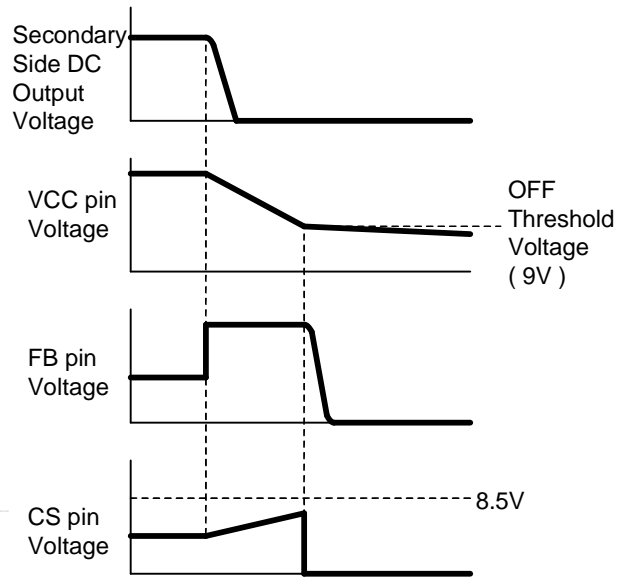 Secondary
Side DC
Output
Voltage
VCC pin
Voltage
OFF
Threshold
Voltage
( 9V )
FB pin
Voltage
8.5V
CS pin
Voltage